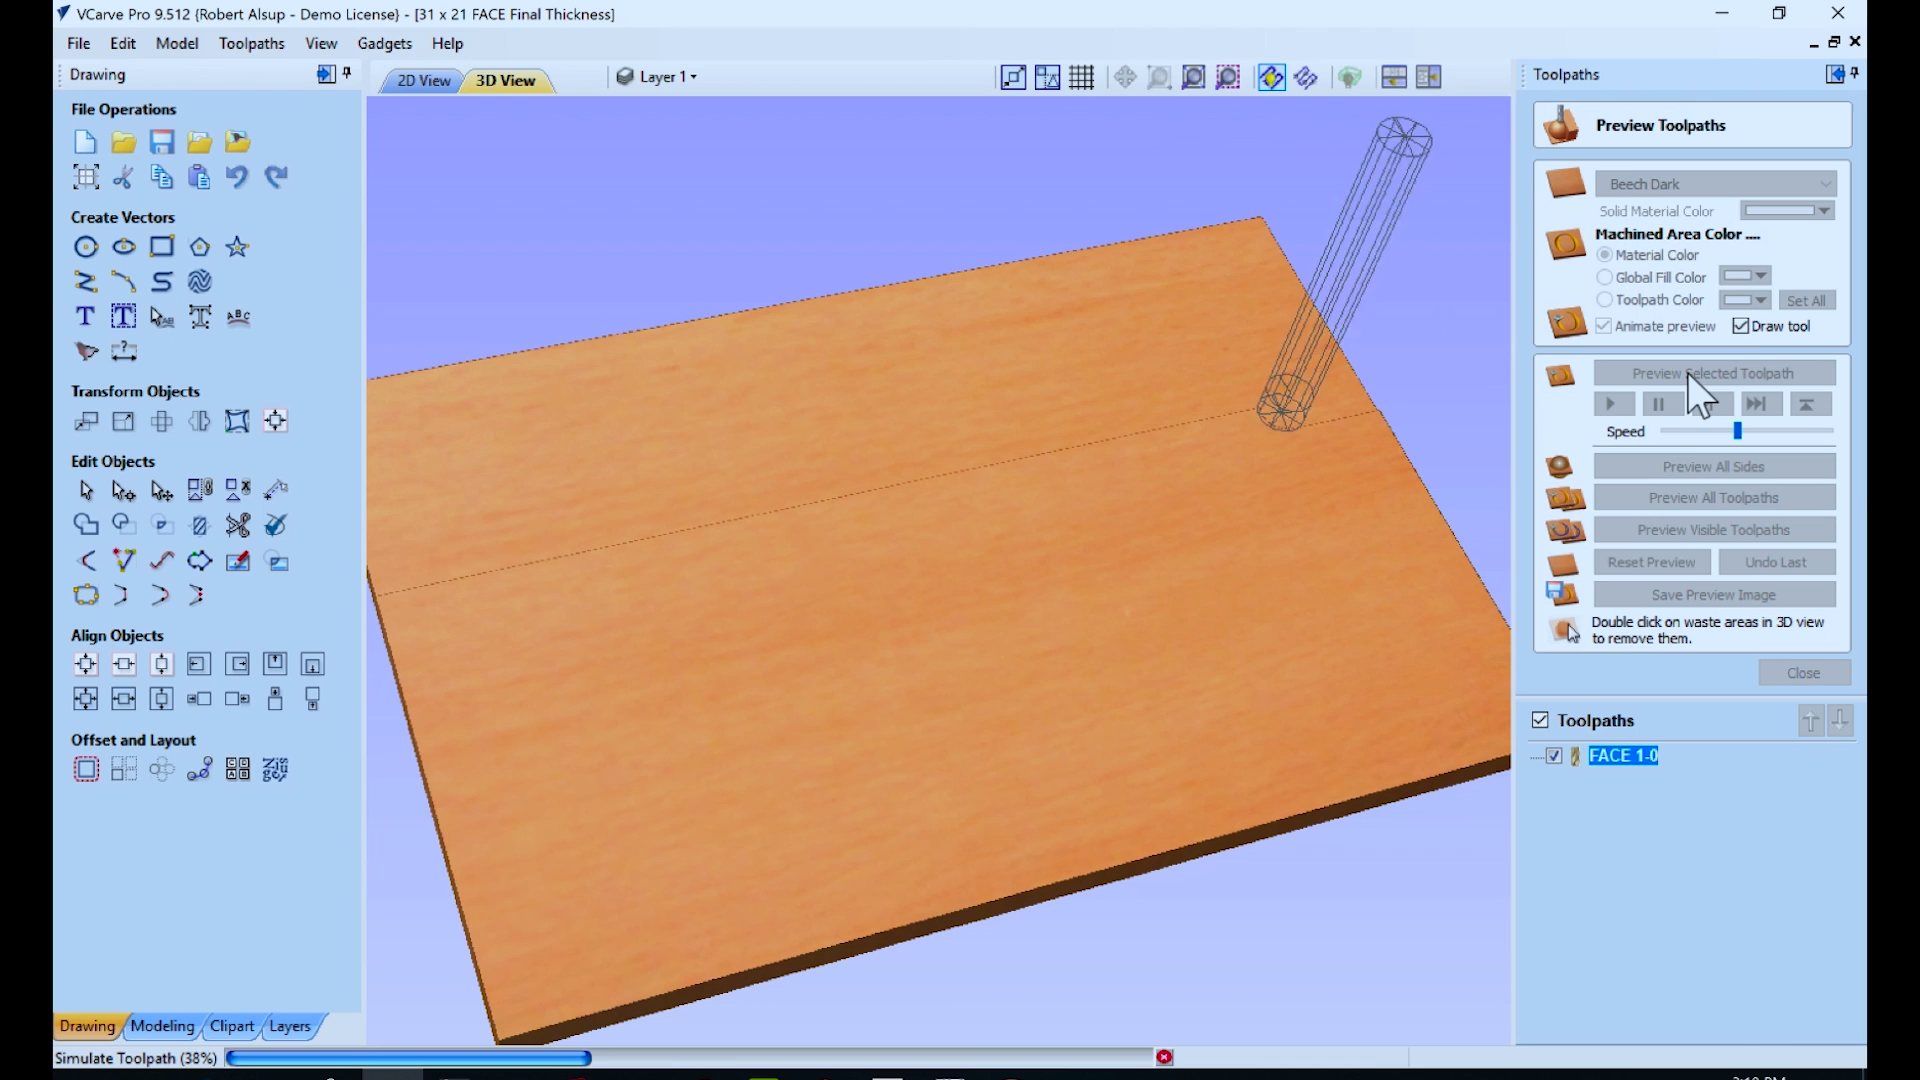 VCarve Pro 9.512 {Robert Alsup - Demo License} - [31 x 21 FACE Final Thickness]
File Edit Model Toolpaths View Gadgets Help
Drawing
2D View 3D View Layer 1
Toolpaths
File Operations
Create Vectors
Transform Objects
Edit Objects
Align Objects
Offset and Layout
Drawing Modeling Clipart Layers
Simulate Toolpath (38%)
Preview Toolpaths
Beech Dark
Solid Material Color
Machined Area Color ....
Material Color
Global Fill Color
Toolpath Color Set All
Animate preview Draw tool
Preview Selected Toolpath
Speed
Preview All Sides
Preview All Toolpaths
Preview Visible Toolpaths
Reset Preview Undo Last
Save Preview Image
Double click on waste areas in 3D view
to remove them.
Close
Toolpaths
FACE 1-0